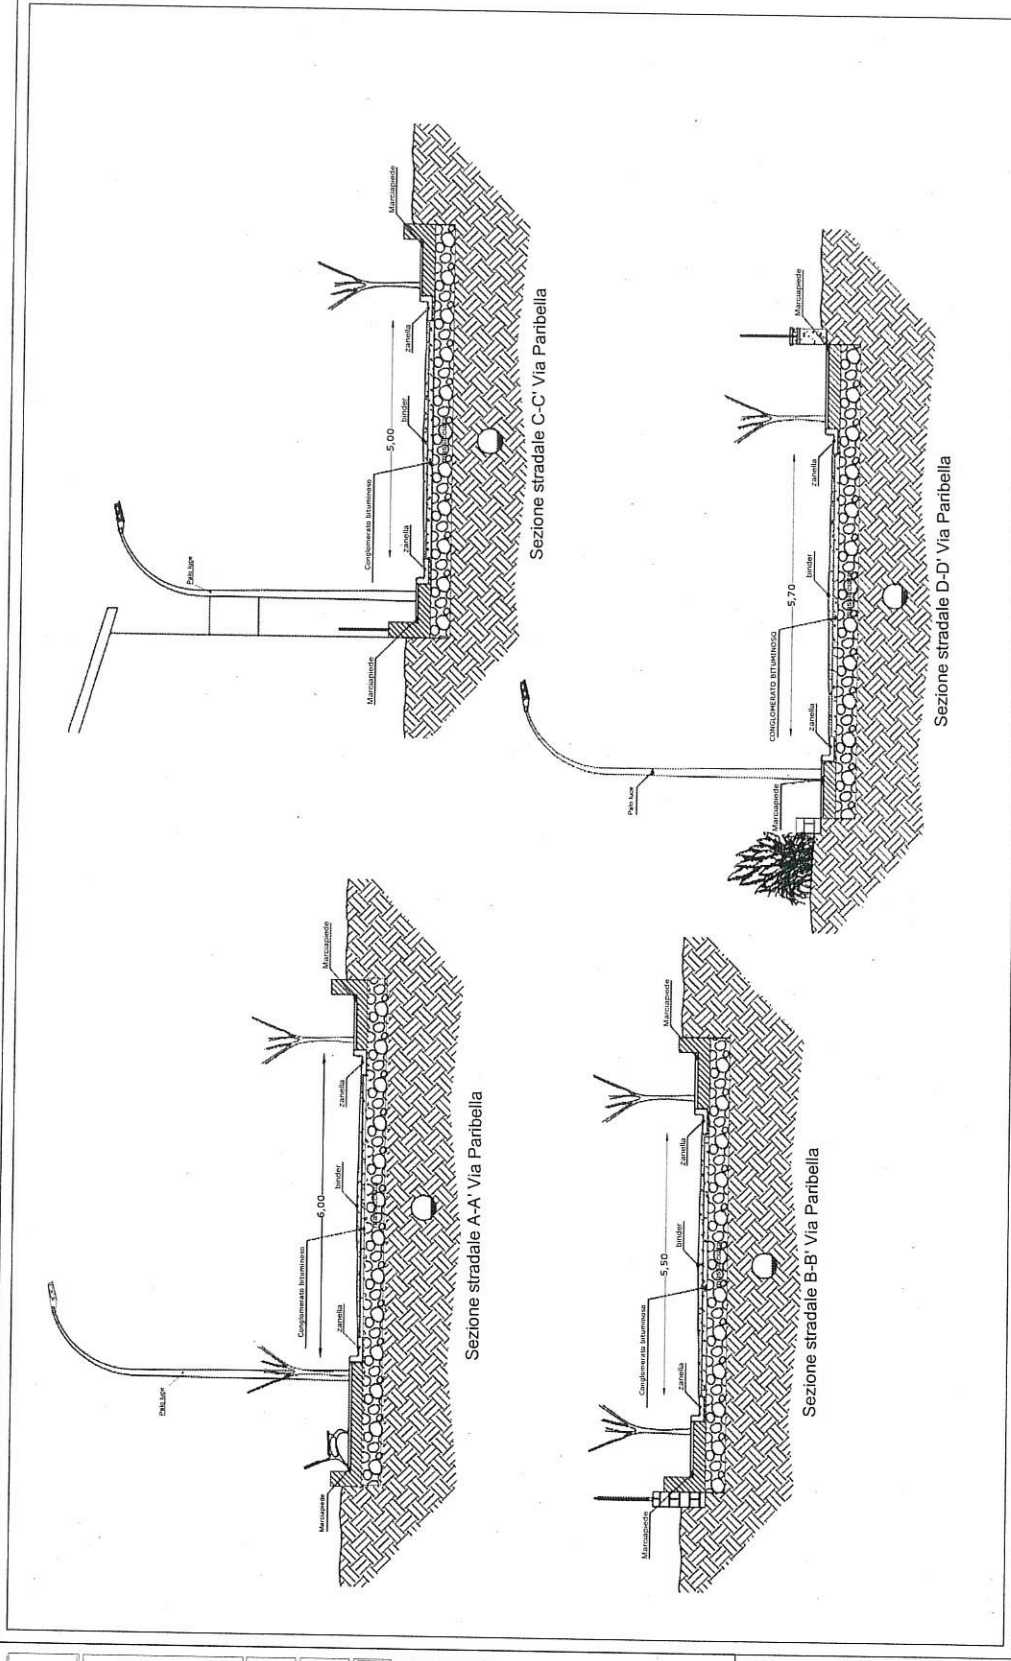 Palo luce
Conglomerato bituminoso
6,00
binder
zanella
zanella
Marciapiede
Marciapiede
Sezione stradale A-A' Via Paribella
Palo luce
Conglomerato bituminoso
5,00
binder
zanella
zanella
Marciapiede
Marciapiede
Sezione stradale C-C' Via Paribella
Conglomerato bituminoso
5,50
binder
zanella
zanella
Marciapiede
Marciapiede
Sezione stradale B-B' Via Paribella
Palo luce
CONGLOMERATO BITUMINOSO
5,70
binder
zanella
zanella
Marciapiede
Marciapiede
Sezione stradale D-D' Via Paribella